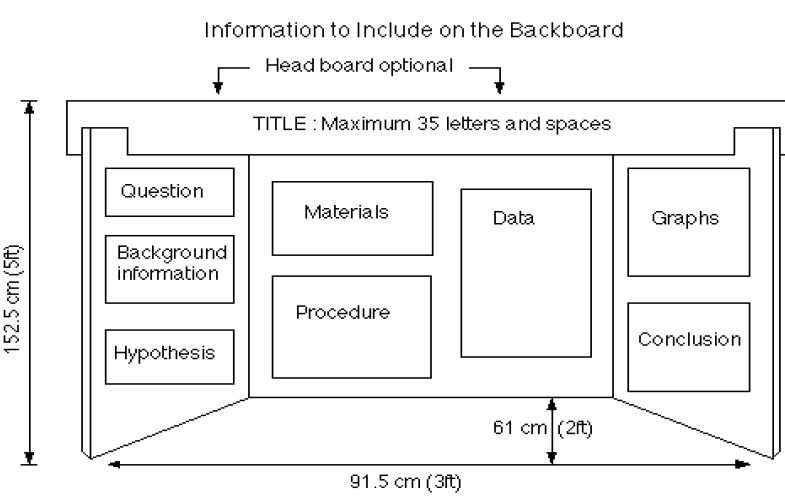 Information to Include on the Backboard
Head board optional
TITLE : Maximum 35 letters and spaces
Question
Background
information
Hypothesis
Materials
Procedure
Data
Graphs
Conclusion
152.5 cm (5ft)
61 cm (2ft)
91.5 cm (3ft)